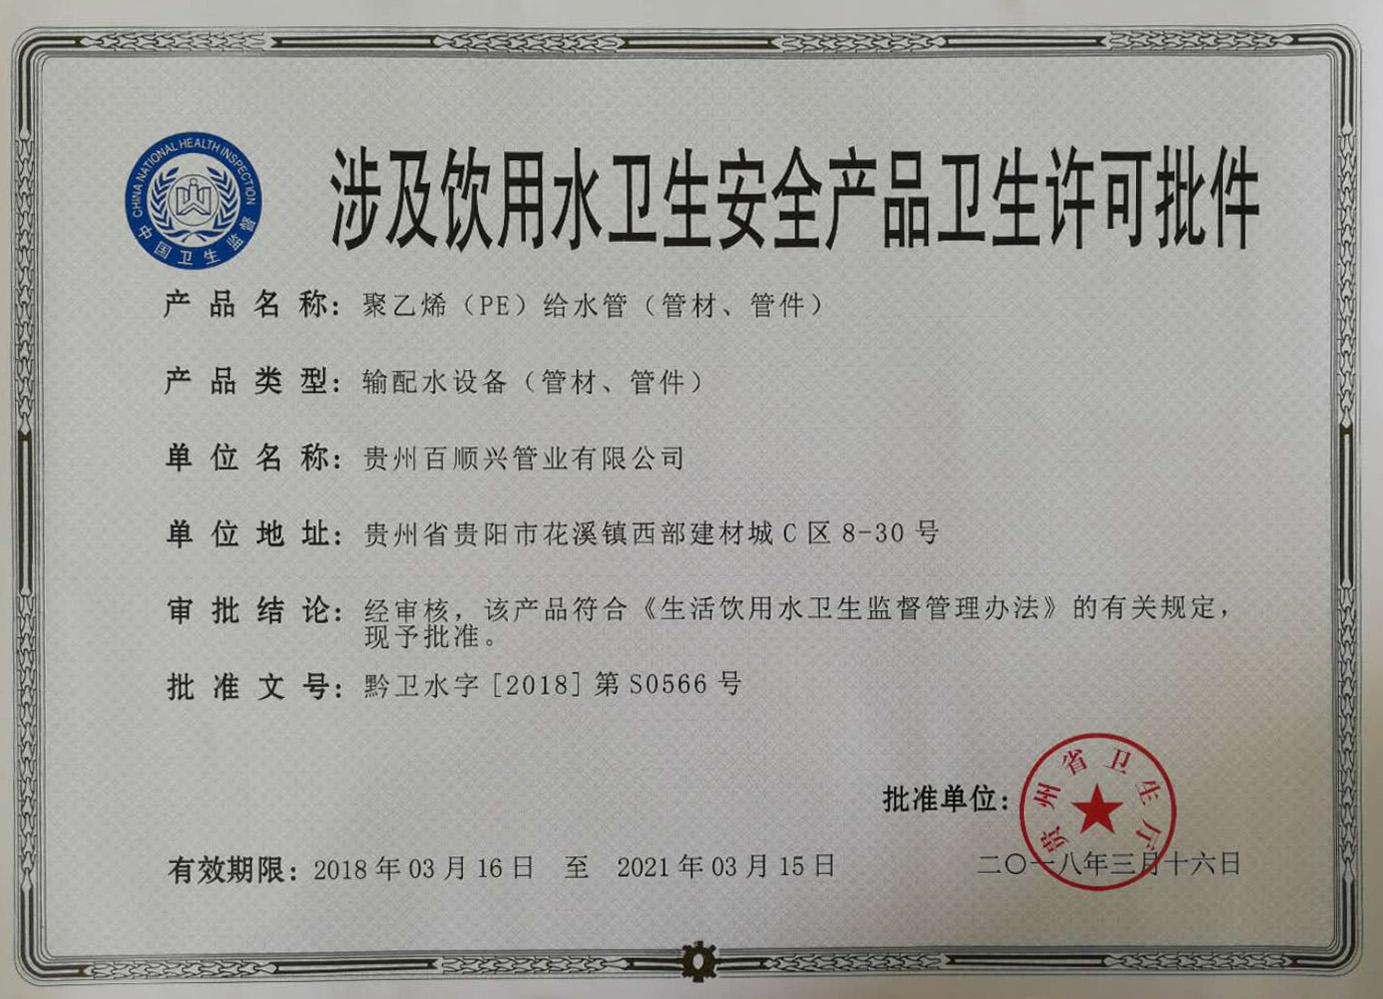 CHINA NATIONAL HEALTH INSPECTION
中国卫生监督
涉及饮用水卫生安全产品卫生许可批件
产品名称：聚乙烯（PE）给水管（管材、管件）
产品类型：输配水设备（管材、管件）
单位名称：贵州百顺兴管业有限公司
单位地址：贵州省贵阳市花溪镇西部建材城C区8-30号
审批结论：经审核，该产品符合《生活饮用水卫生监督管理办法》的有关规定，
现予批准。
批准文号：黔卫水字[2018]第S0566号
批准单位：
贵州省卫生厅
有效期限：2018年03月16日 至 2021年03月15日
二〇一八年三月十六日